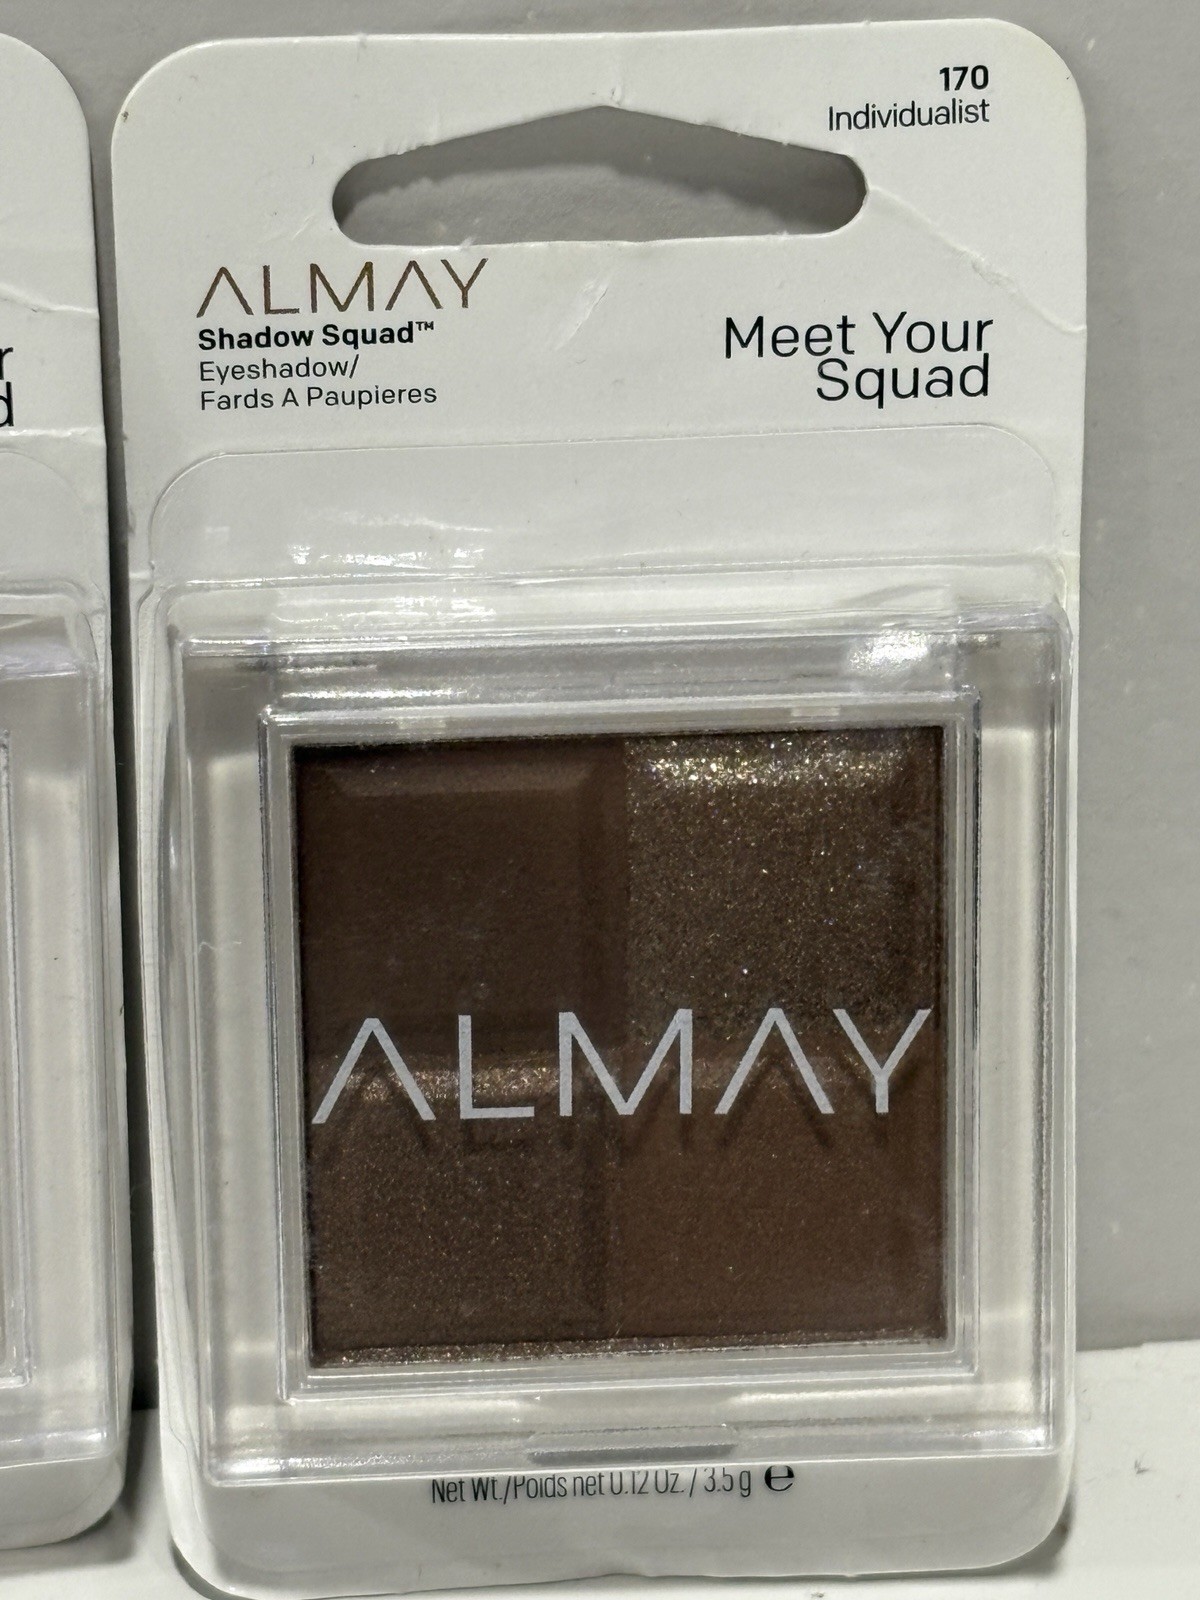 170
Individualist
ALMAY
Shadow Squad™
Eyeshadow/
Fards A Paupieres
Meet Your
Squad
ALMAY
Net Wt./Poids net 0.12 Oz. / 3.5 g ℮